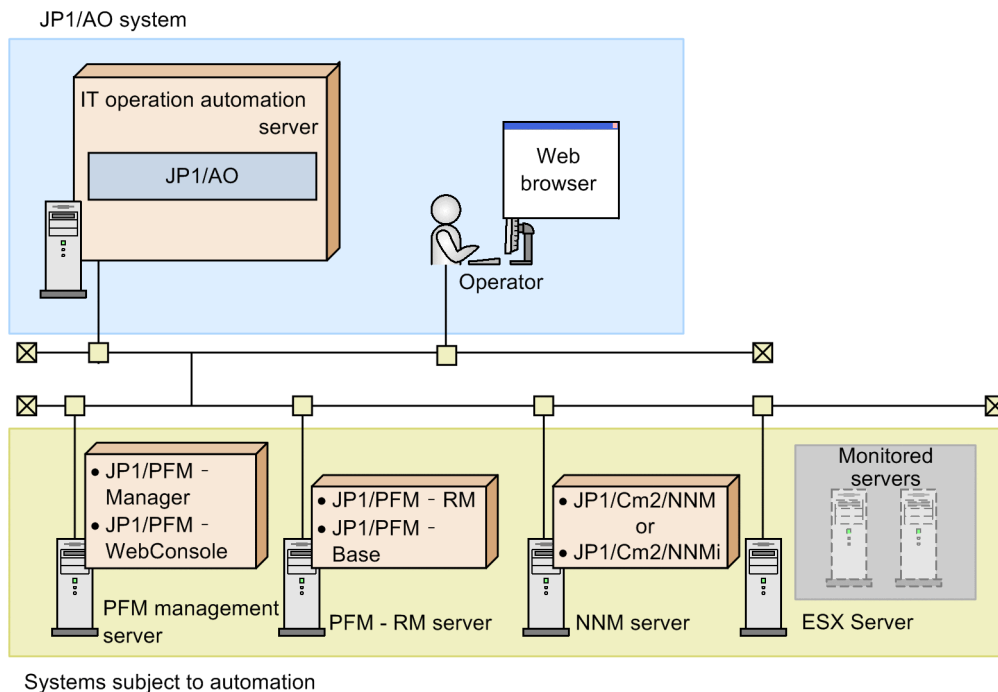 JP1/AO system
IT operation automation
server
JP1/AO
Web
browser
Operator
• JP1/PFM -
Manager
• JP1/PFM -
WebConsole
PFM management
server
• JP1/PFM - RM
• JP1/PFM -
Base
PFM - RM server
• JP1/Cm2/NNM
or
• JP1/Cm2/NNMi
NNM server
Monitored
servers
ESX Server
Systems subject to automation